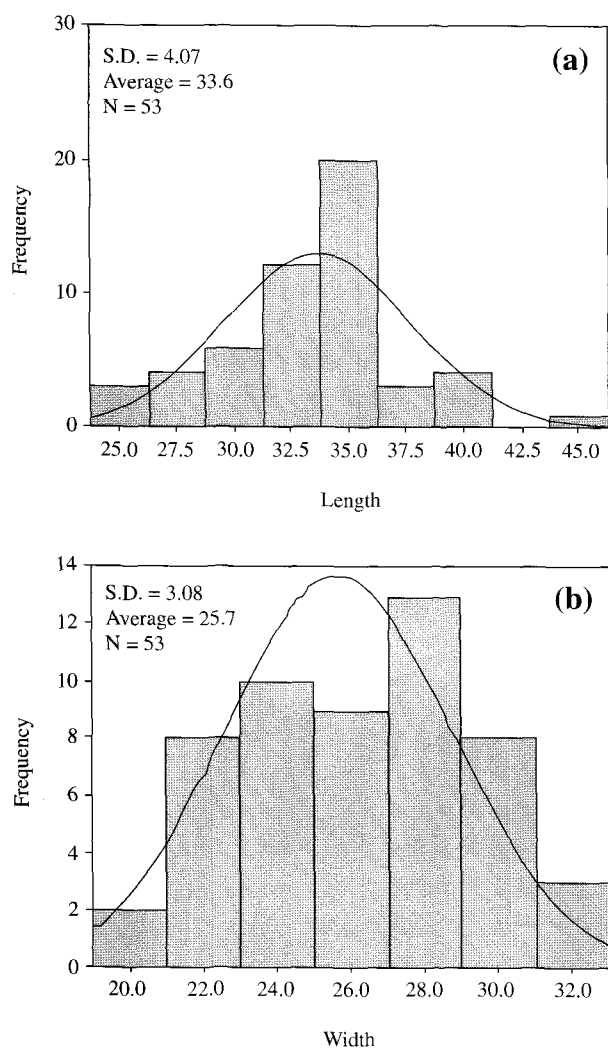 (a)
S.D. = 4.07
Average = 33.6
N = 53
30
20
10
0
Frequency
25.0 27.5 30.0 32.5 35.0 37.5 40.0 42.5 45.0
Length
(b)
S.D. = 3.08
Average = 25.7
N = 53
14
12
10
8
6
4
2
0
Frequency
20.0 22.0 24.0 26.0 28.0 30.0 32.0
Width